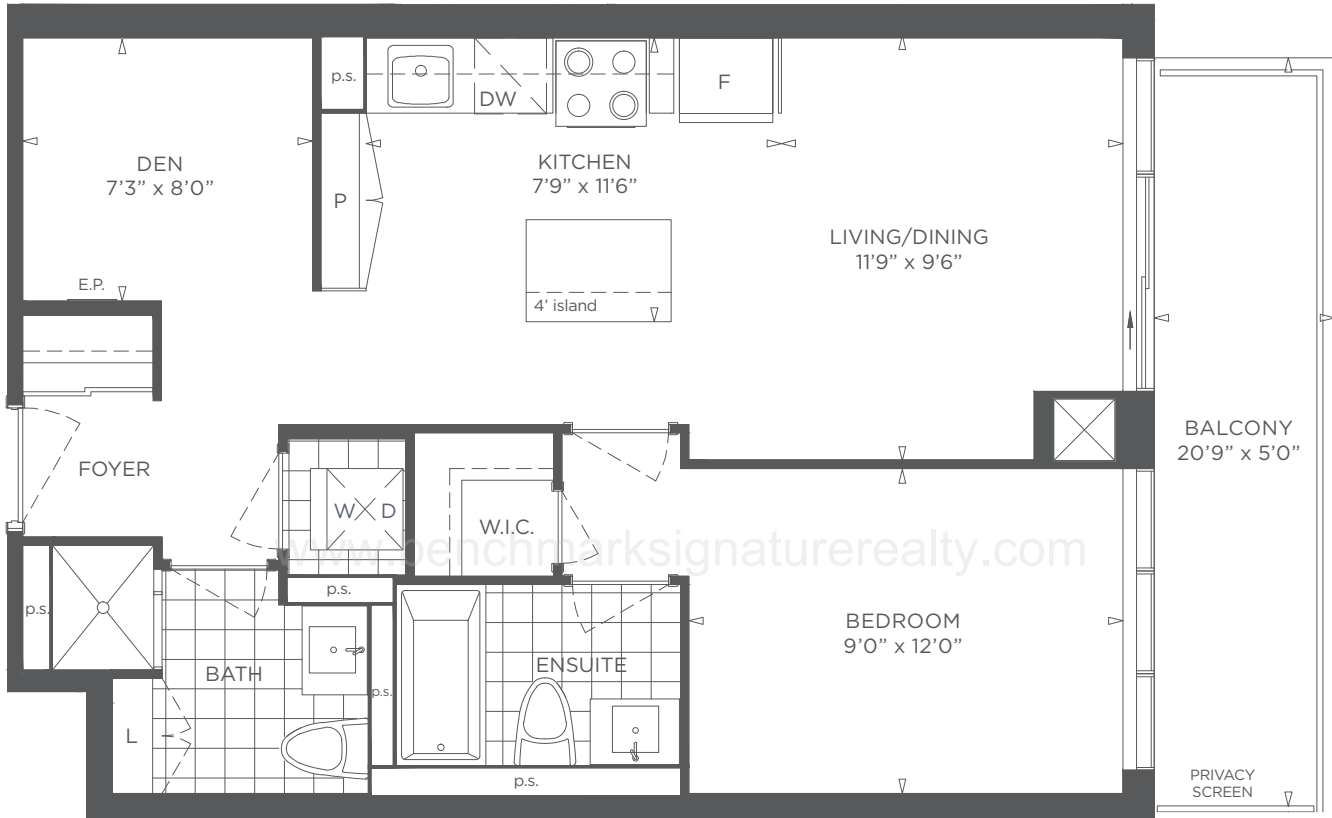 p.s.
DW
F
DEN
7’3” x 8’0”
KITCHEN
7’9” x 11’6”
P
LIVING/DINING
11’9” x 9’6”
E.P.
4’ island
BALCONY
20’9” x 5’0”
FOYER
W D
W.I.C.
www.benchmarksignaturerealty.com
p.s.
p.s.
BEDROOM
9’0” x 12’0”
BATH
ENSUITE
p.s.
L
p.s.
PRIVACY
SCREEN